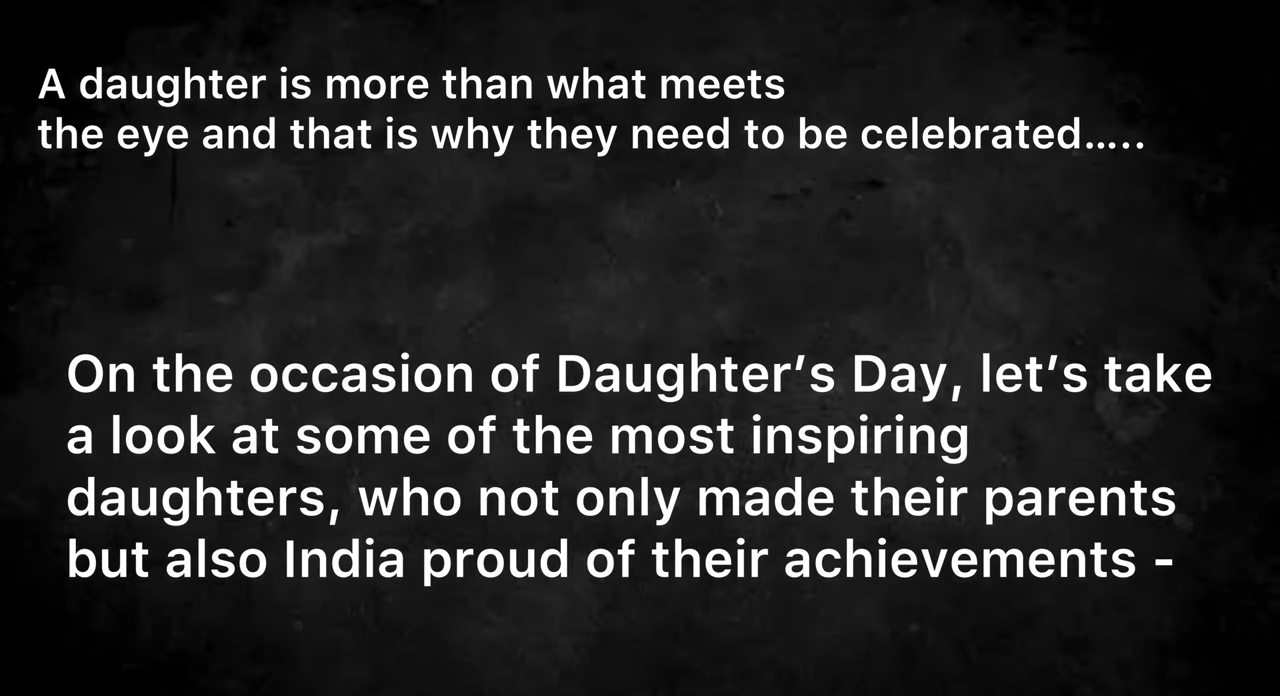 A daughter is more than what meets
the eye and that is why they need to be celebrated.....
On the occasion of Daughter’s Day, let’s take
a look at some of the most inspiring
daughters, who not only made their parents
but also India proud of their achievements -